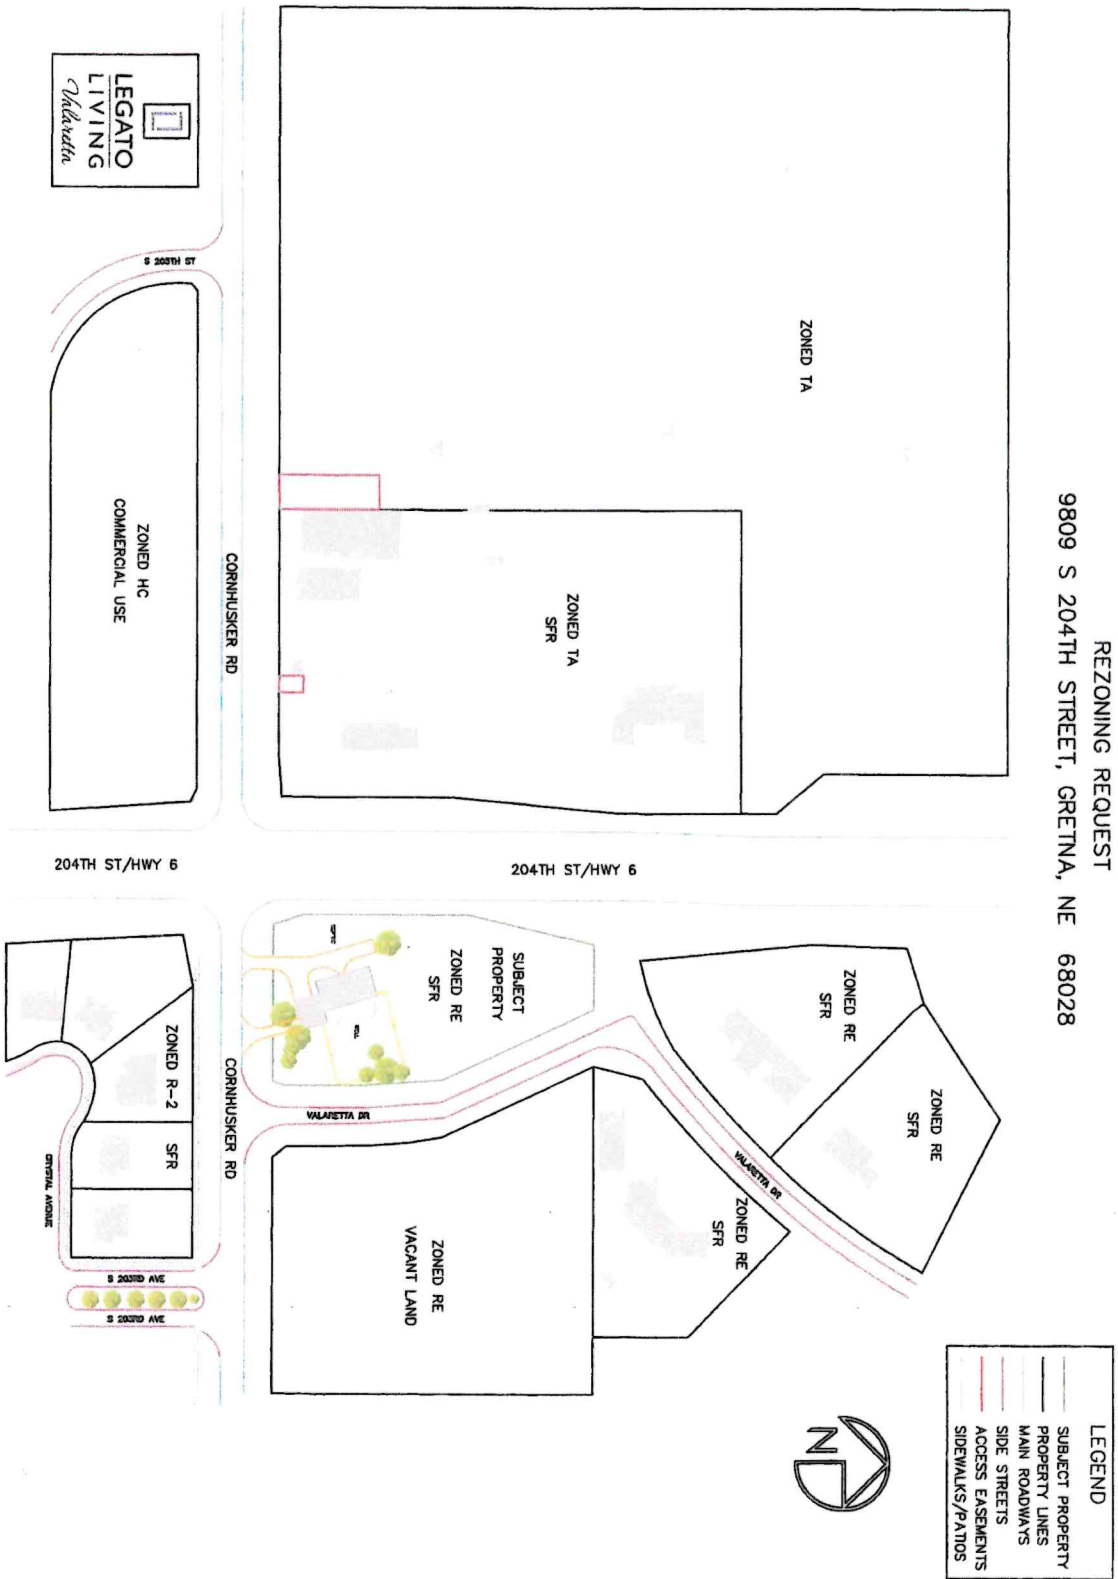 REZONING REQUEST
9809 S 204TH STREET, GRETNA, NE 68028
LEGEND
SUBJECT PROPERTY
PROPERTY LINES
MAIN ROADWAYS
SIDE STREETS
ACCESS EASEMENTS
SIDEWALKS/PATIOS
N
ZONED TA
ZONED TA
SFR
ZONED RE
SFR
ZONED RE
SFR
VALARETTA DR
ZONED RE
SFR
204TH ST/HWY 6
SUBJECT
PROPERTY
ZONED RE
SFR
WELL
VALARETTA DR
ZONED RE
VACANT LAND
CORNHUSKER RD
CORNHUSKER RD
S 205TH ST
ZONED HC
COMMERCIAL USE
204TH ST/HWY 6
ZONED R-2
SFR
CRYSTAL AVENUE
S 203RD AVE
S 203RD AVE
LEGATO
LIVING
Valaretta